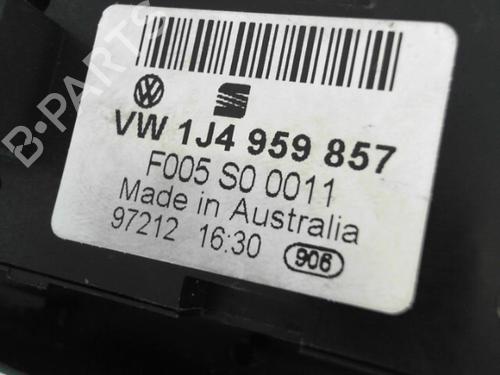 B-PARTS
VW 1J4 959 857
F005 S0 0011
Made in Australia
97212 16:30 906